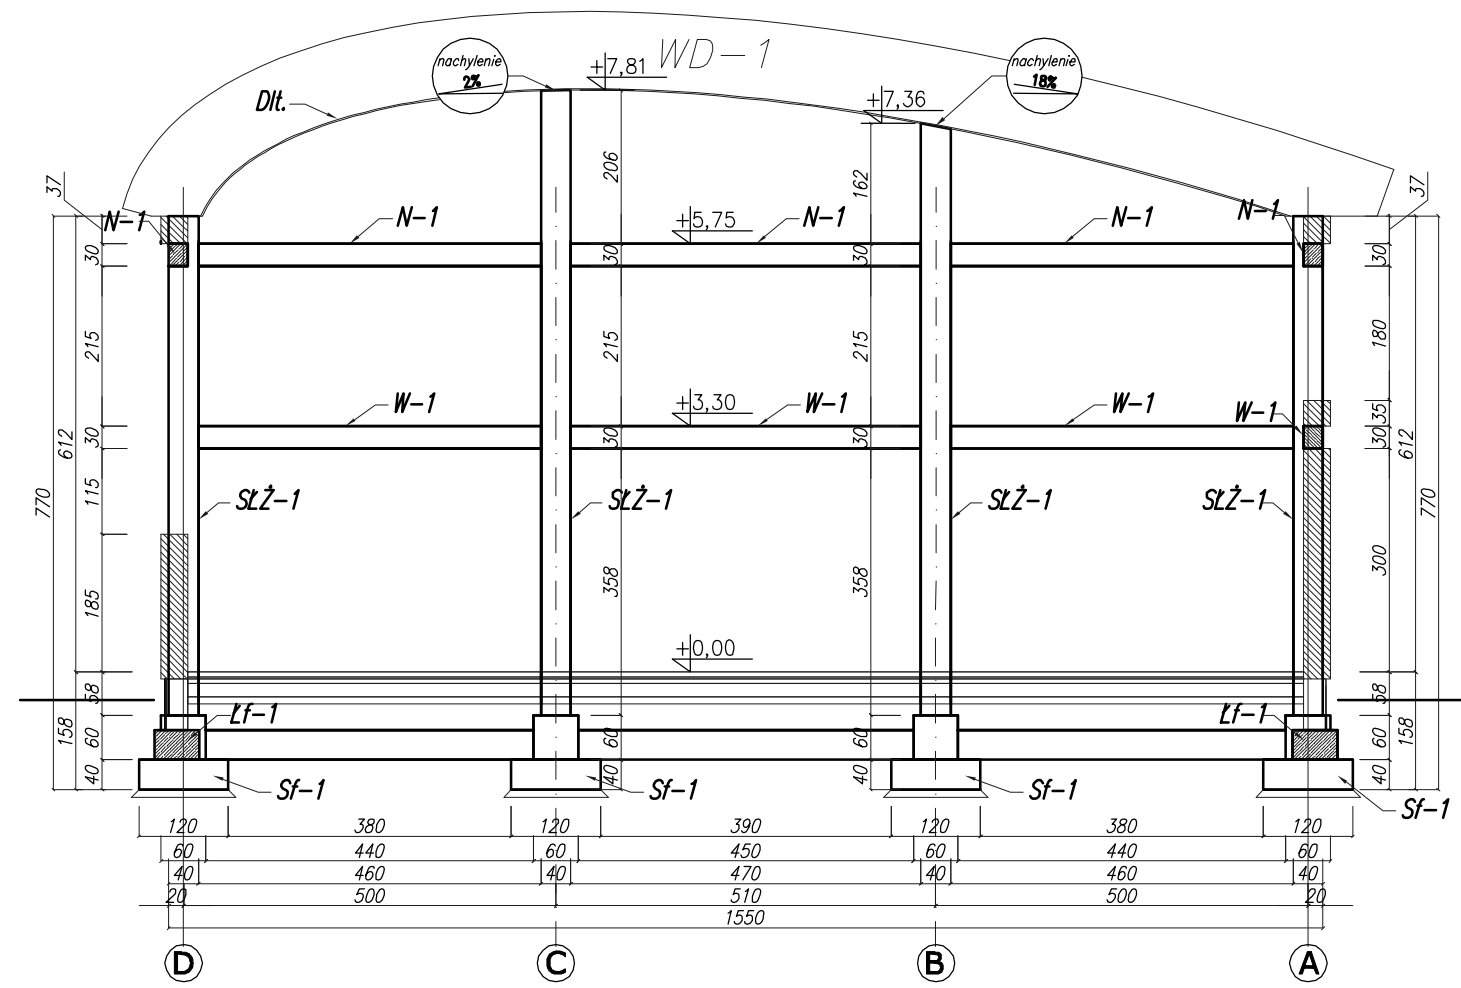 WD-1
nachylenie
2%
+7,81
nachylenie
18%
Dlt.
+7,36
37
206
162
37
N-1
N-1
+5,75
N-1
N-1
N-1
30
30
30
30
215
215
215
180
W-1
+3,30
W-1
W-1
W-1
35
30
30
30
30
612
612
770
115
SŁŻ-1
SŁŻ-1
SŁŻ-1
SŁŻ-1
770
185
358
358
300
+0,00
58
58
158
Łf-1
Łf-1
158
60
60
60
60
40
Sf-1
40
Sf-1
40
Sf-1
40
Sf-1
120
380
120
390
120
380
120
60
440
60
450
60
440
60
40
460
40
470
40
460
40
20
500
510
500
20
1550
D
C
B
A